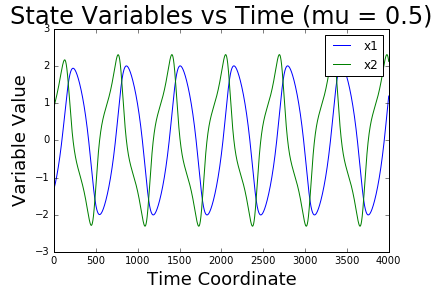 State Variables vs Time (mu = 0.5)
3
2
1
0
−1
−2
−3
Variable Value
x1
x2
0 500 1000 1500 2000 2500 3000 3500 4000
Time Coordinate